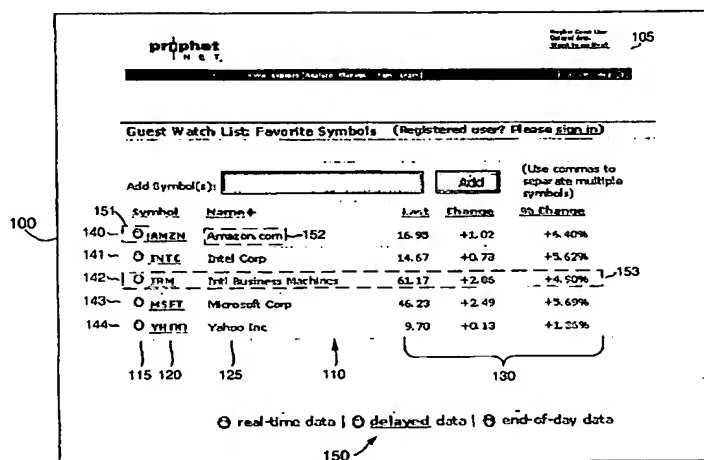 prophet
N E T.
105
Guest Watch List: Favorite Symbols (Registered user? Please sign in)
Add Symbol(s): Add (Use commas to separate multiple symbols)
151 Symbol Name Last Change % Change
140 AMZN Amazon.com 152 16.95 +1.02 +6.40%
100
141 INTC Intel Corp 14.67 +0.73 +5.62%
142 IBM Intl Business Machines 61.17 +2.86 +4.90% 153
143 MSFT Microsoft Corp 46.23 +2.49 +5.69%
144 YHOO Yahoo Inc 9.70 +0.13 +1.36%
115 120 125 110 130
real-time data | delayed data | end-of-day data
150